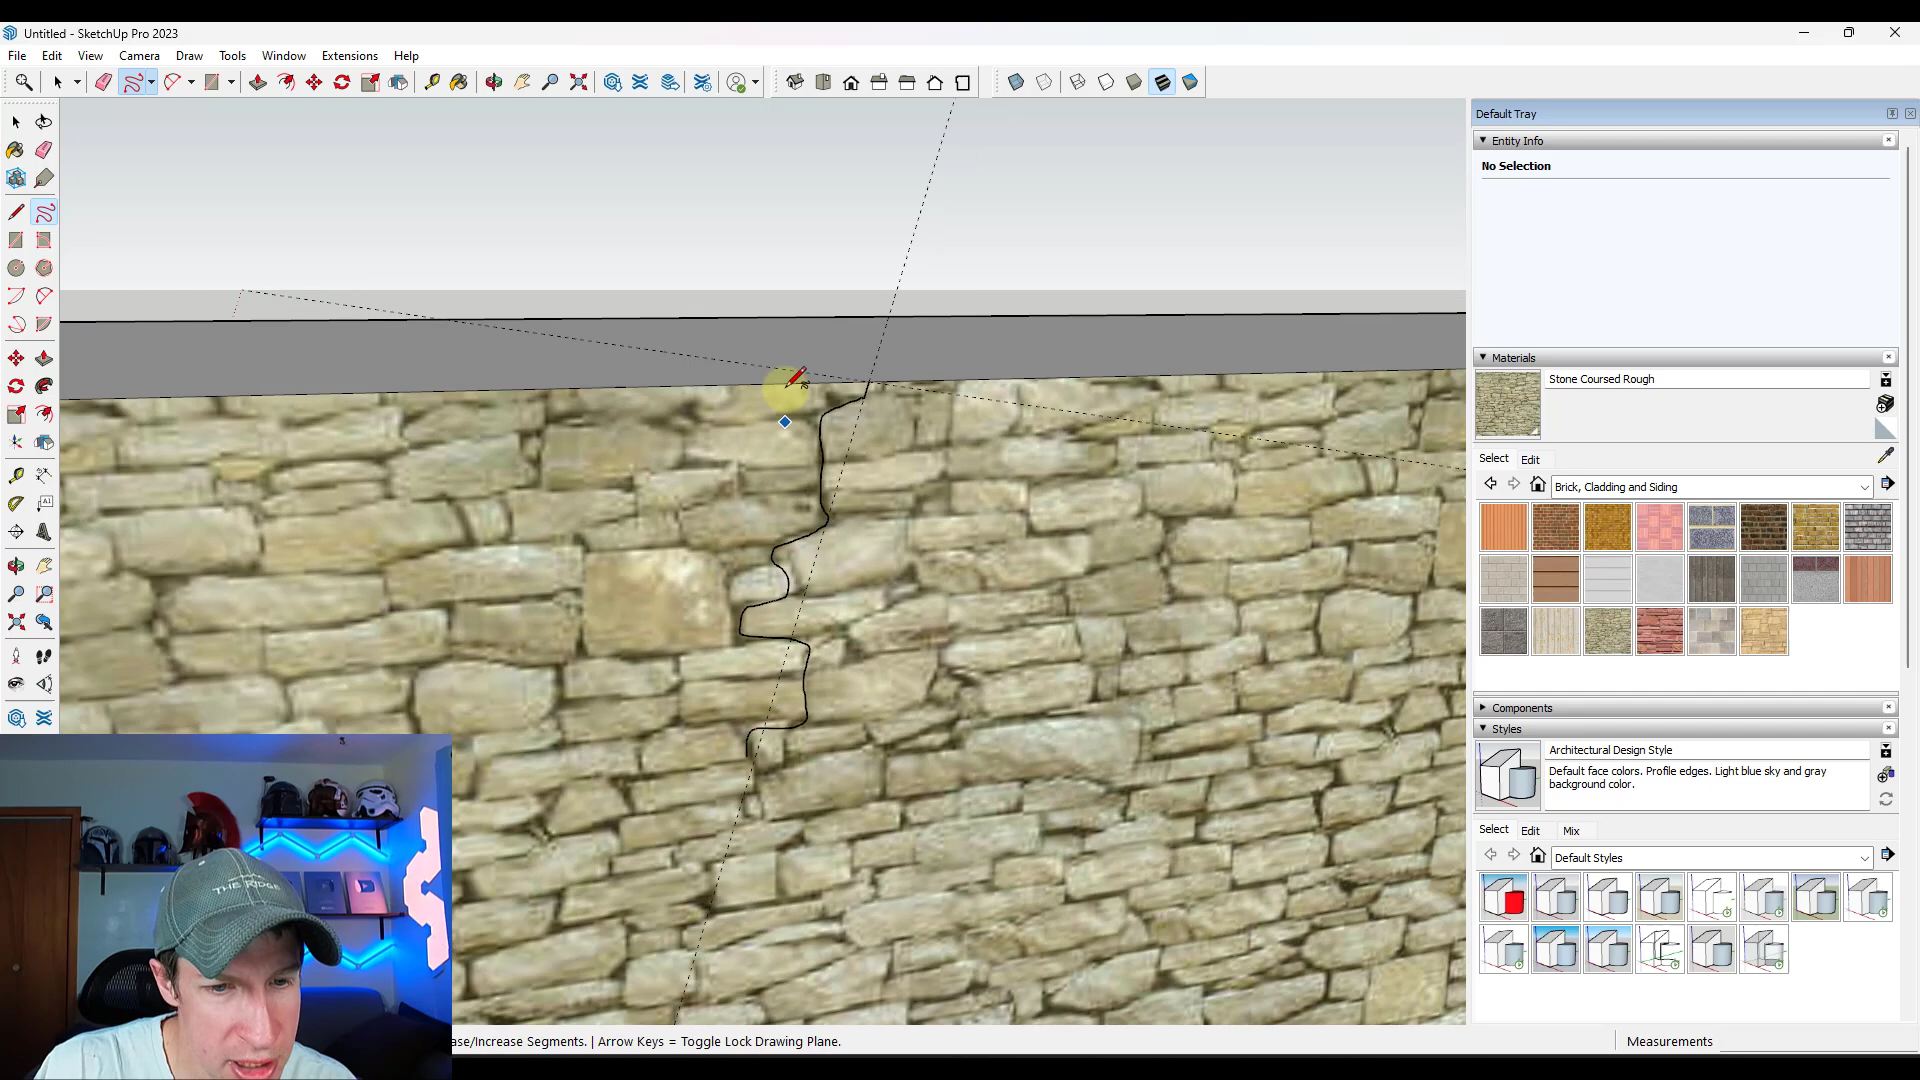 Untitled - SketchUp Pro 2023
File Edit View Camera Draw Tools Window Extensions Help
Default Tray
Entity Info
No Selection
Materials
Stone Coursed Rough
Select Edit
Brick, Cladding and Siding
Components
Styles
Architectural Design Style
Default face colors. Profile edges. Light blue sky and gray
background color.
Select Edit Mix
Default Styles
THE RIDGE
ase/Increase Segments. | Arrow Keys = Toggle Lock Drawing Plane.
Measurements